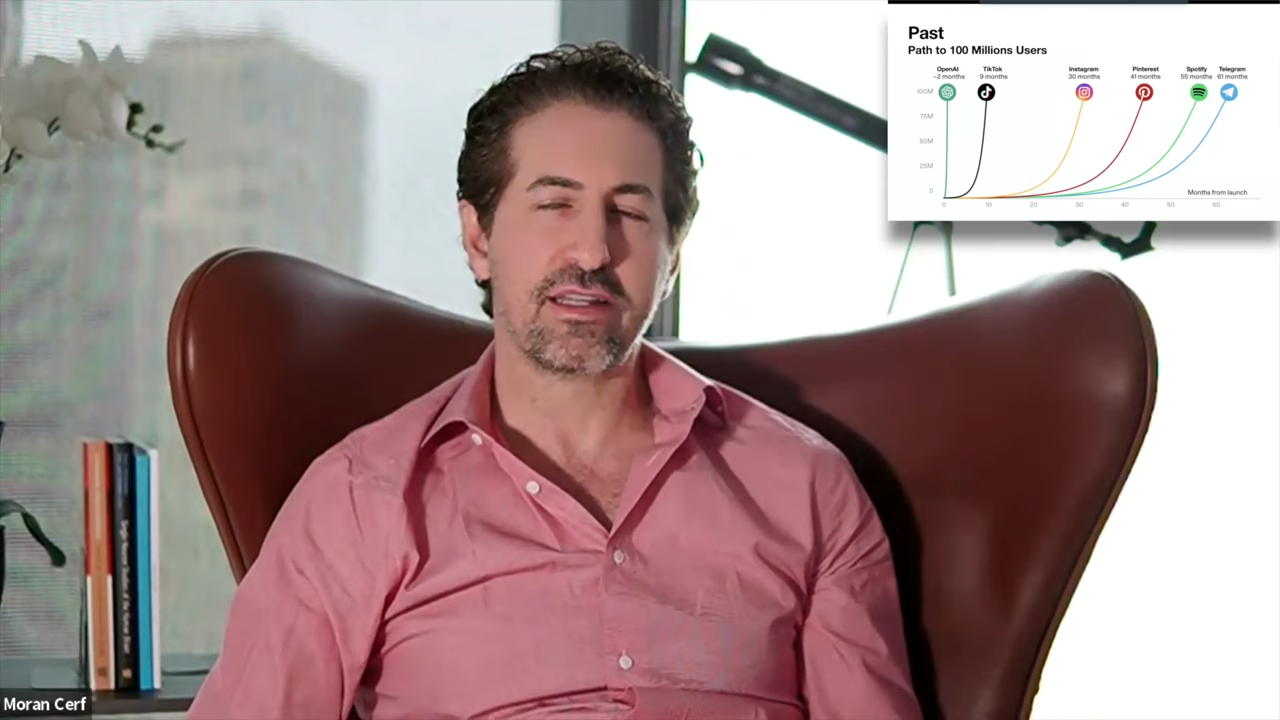 Past
Path to 100 Millions Users
OpenAI TikTok Instagram Pinterest Spotify Telegram
~2 months 9 months 30 months 41 months 55 months 61 months
100M
75M
50M
25M
0
Months from launch
0 10 20 30 40 50 60
Moran Cerf